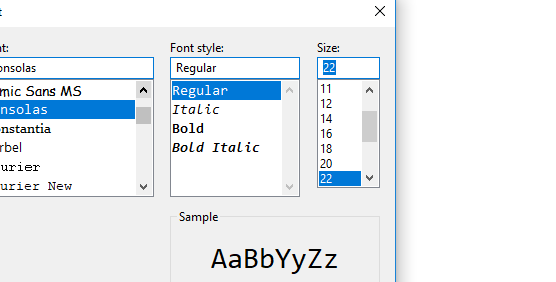 t
nt:
Font style:
Size:
onsolas
Regular
22
mic Sans MS
nsolas
nstantia
rbel
urier
urier New
Regular
Italic
Bold
Bold Italic
11
12
14
16
18
20
22
Sample
AaBbYyZz